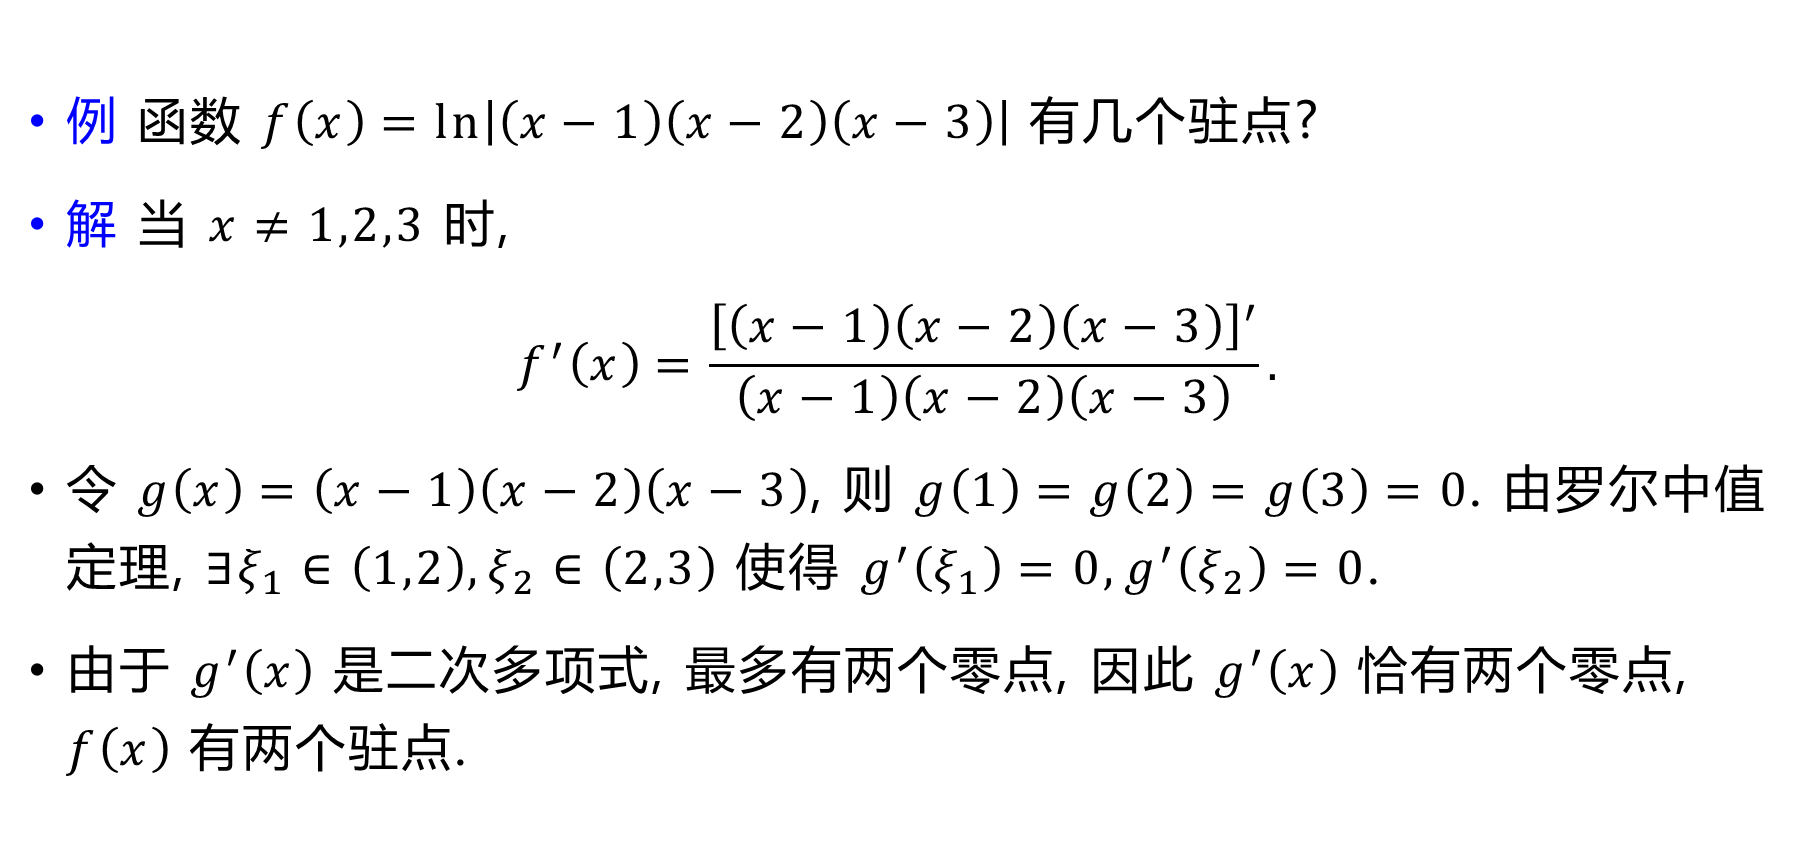 • 例 函数 f(x) = ln|(x − 1)(x − 2)(x − 3)| 有几个驻点?
• 解 当 x ≠ 1,2,3 时,
f′(x) = [(x − 1)(x − 2)(x − 3)]′ / (x − 1)(x − 2)(x − 3) .
• 令 g(x) = (x − 1)(x − 2)(x − 3), 则 g(1) = g(2) = g(3) = 0. 由罗尔中值
定理, ∃ξ₁ ∈ (1,2), ξ₂ ∈ (2,3) 使得 g′(ξ₁) = 0, g′(ξ₂) = 0.
• 由于 g′(x) 是二次多项式, 最多有两个零点, 因此 g′(x) 恰有两个零点,
f(x) 有两个驻点.